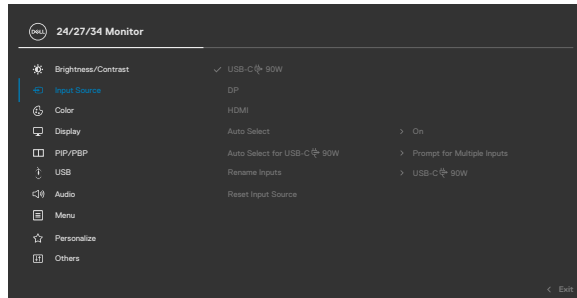 DELL 24/27/34 Monitor
Brightness/Contrast USB-C 90W
Input Source DP
Color HDMI
Display Auto Select On
PIP/PBP Auto Select for USB-C 90W Prompt for Multiple Inputs
USB Rename Inputs USB-C 90W
Audio Reset Input Source
Menu
Personalize
Others
Exit